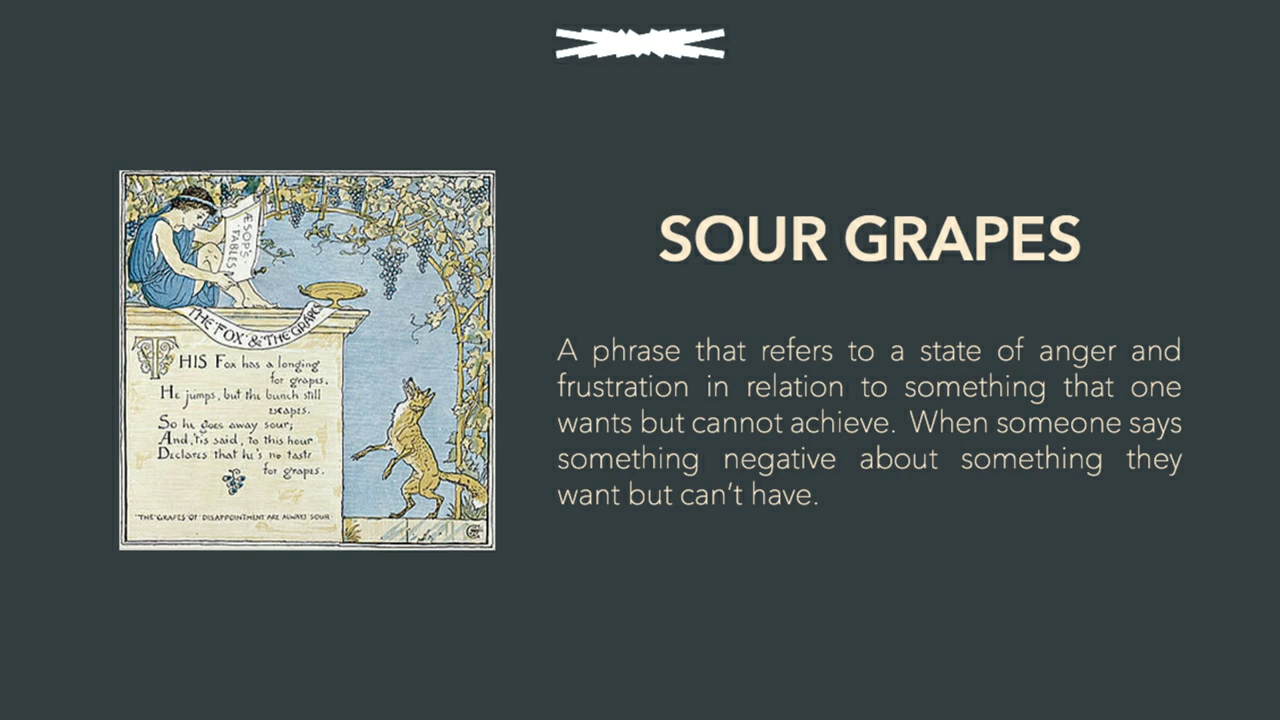 ÆSOP'S
FABLES
THE FOX & THE GRAPES
THIS Fox has a longing
for grapes.
He jumps, but the bunch still
escapes.
So he goes away sour;
And, 'tis said, to this hour
Declares that he's no taste
for grapes.
"THE GRAPES OF DISAPPOINTMENT ARE ALWAYS SOUR
SOUR GRAPES
A phrase that refers to a state of anger and
frustration in relation to something that one
wants but cannot achieve. When someone says
something negative about something they
want but can't have.